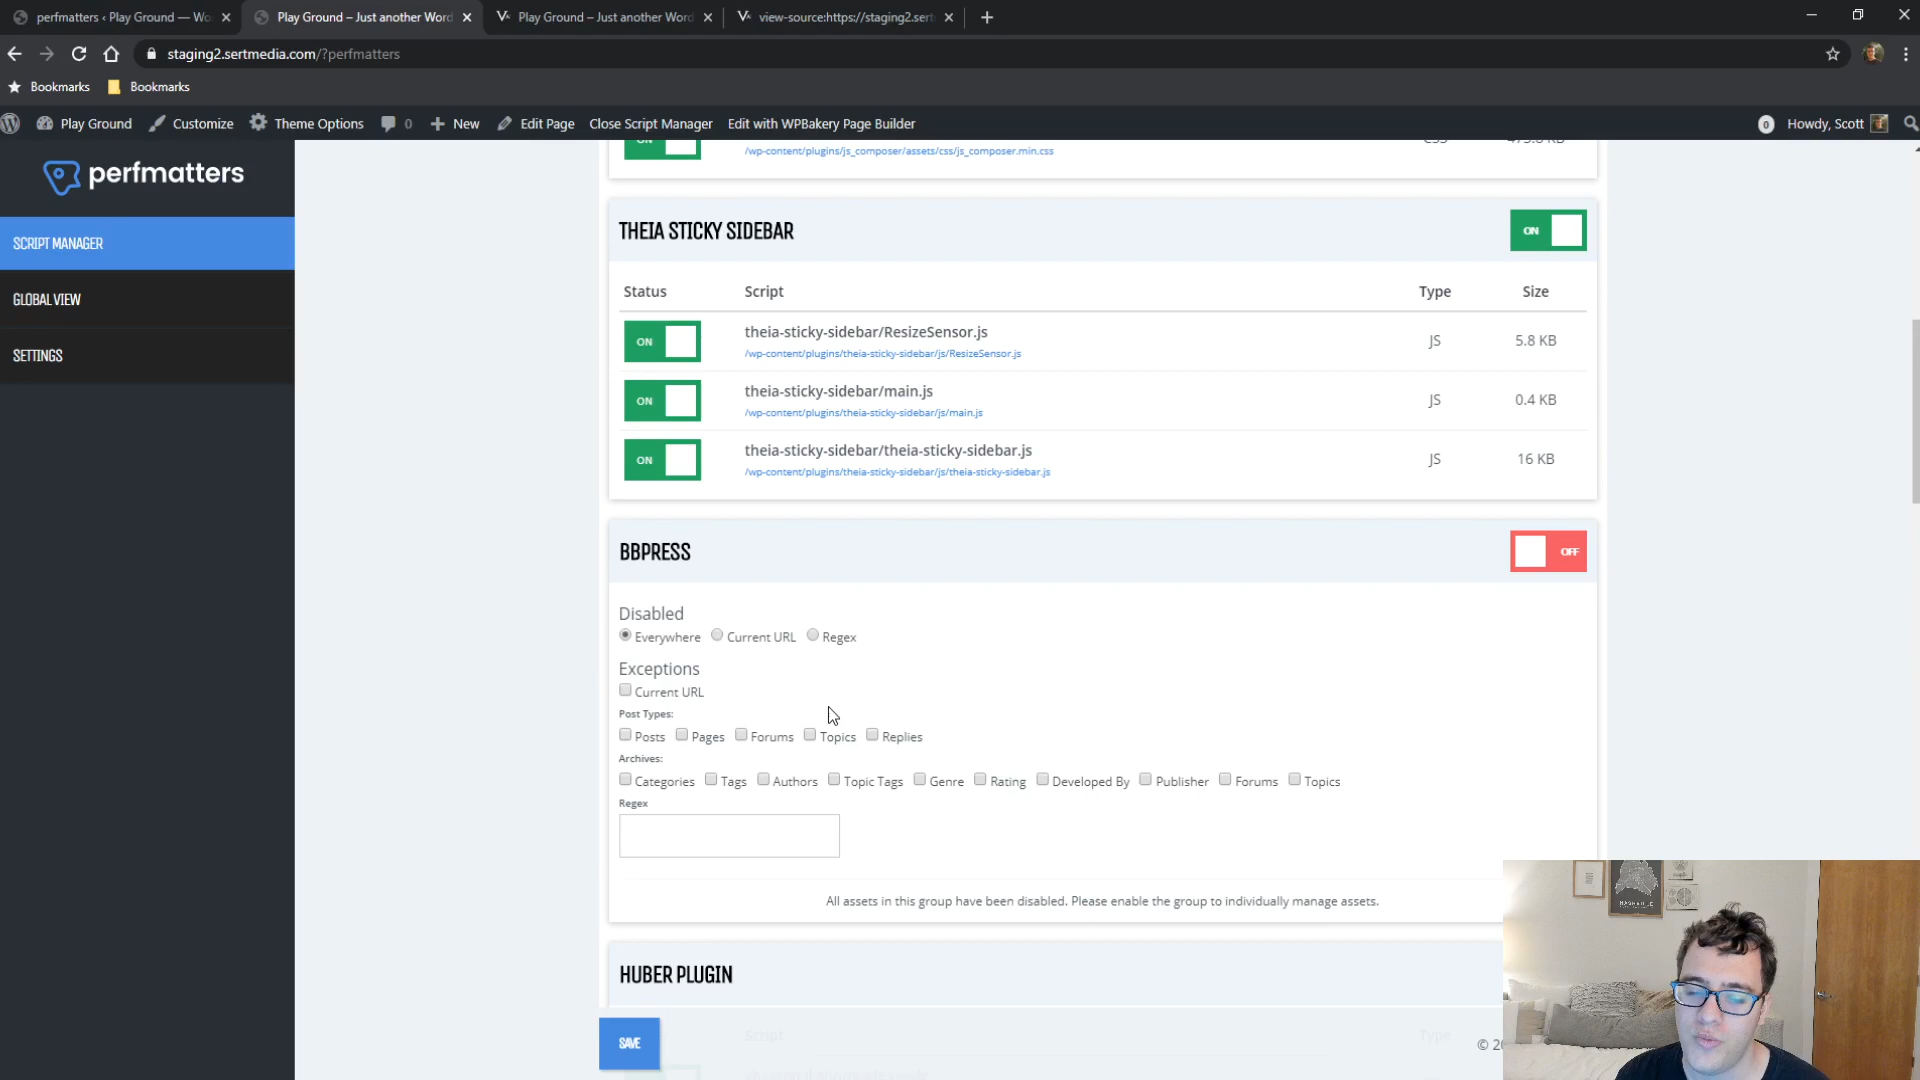 perfmatters ‹ Play Ground — Wo
Play Ground – Just another Word
Play Ground – Just another Word
view-source:https://staging2.sert
staging2.sertmedia.com/?perfmatters
Bookmarks
Bookmarks
Play Ground
Customize
Theme Options
0
New
Edit Page
Close Script Manager
Edit with WPBakery Page Builder
0
Howdy, Scott
perfmatters
SCRIPT MANAGER
GLOBAL VIEW
SETTINGS
ON
/wp-content/plugins/js_composer/assets/css/js_composer.min.css
CSS
THEIA STICKY SIDEBAR
ON
Status Script Type Size
ON theia-sticky-sidebar/ResizeSensor.js JS 5.8 KB
/wp-content/plugins/theia-sticky-sidebar/js/ResizeSensor.js
ON theia-sticky-sidebar/main.js JS 0.4 KB
/wp-content/plugins/theia-sticky-sidebar/js/main.js
ON theia-sticky-sidebar/theia-sticky-sidebar.js JS 16 KB
/wp-content/plugins/theia-sticky-sidebar/js/theia-sticky-sidebar.js
BBPRESS
OFF
Disabled
Everywhere Current URL Regex
Exceptions
Current URL
Post Types:
Posts Pages Forums Topics Replies
Archives:
Categories Tags Authors Topic Tags Genre Rating Developed By Publisher Forums Topics
Regex
All assets in this group have been disabled. Please enable the group to individually manage assets.
HUBER PLUGIN
Script
Type
SAVE
© 20
NASHVILLE